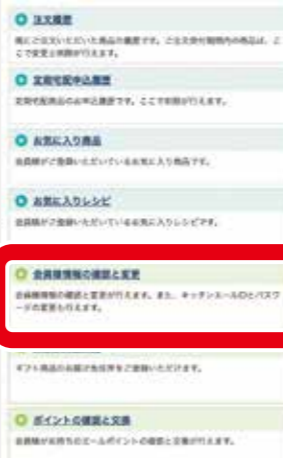 注文履歴
既にご注文いただいた商品の履歴です。ご注文受付期間内の商品は、こ
こで変更と削除が行えます。
定期宅配申込履歴
定期宅配商品のお申込履歴です。ここで削除が行えます。
お気に入り商品
会員様がご登録いただいているお気に入り商品です。
お気に入りレシピ
会員様がご登録いただいているお気に入りレシピです。
会員様情報の確認と変更
会員様情報の確認と変更が行えます。また、キッチンエールIDとパスワ
ードの変更も行えます。
ギフト商品のお届け先住所をご登録いただけます。
ポイントの確認と交換
会員様がお持ちのエールポイントの確認と交換が行えます。